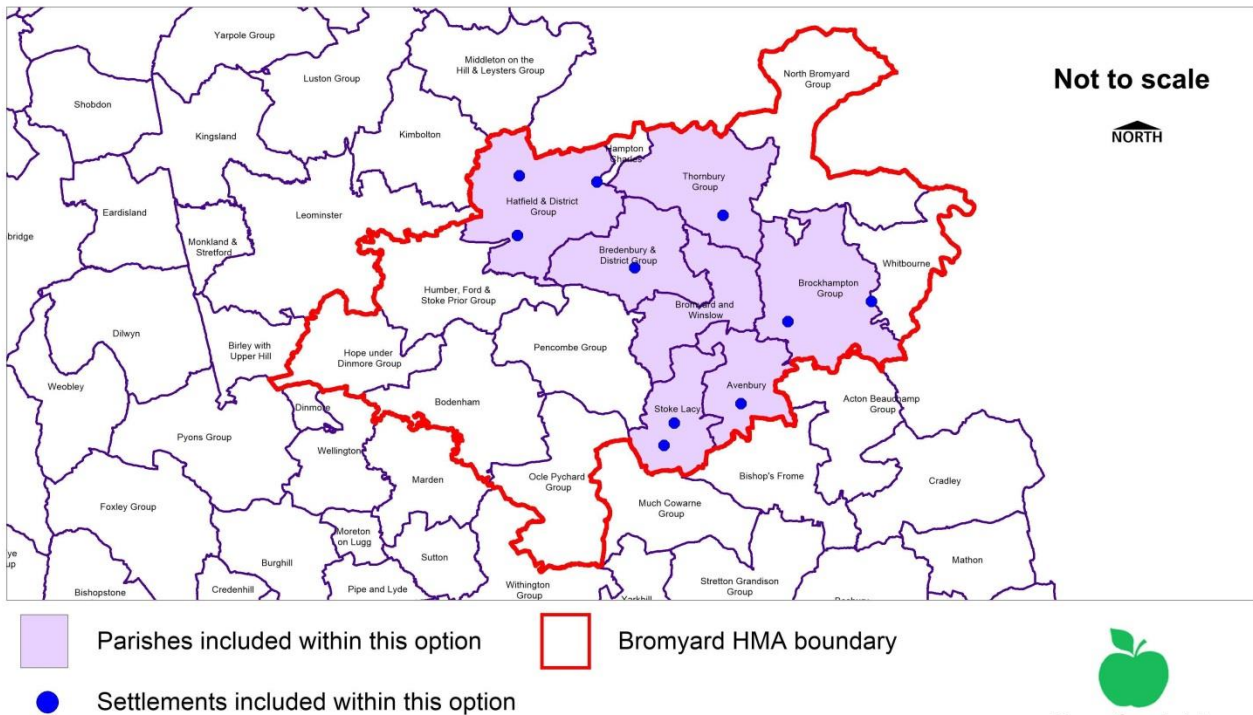 Yarpole Group
Middleton on the
Hill & Leysters Group
North Bromyard
Group
Not to scale
NORTH
Luston Group
Shobdon
Kingsland
Kimbolton
Hampton
Charles
Thornbury
Group
Hatfield & District
Group
Eardisland
Leominster
bridge
Monkland &
Stretford
Bredenbury &
District Group
Whitbourne
Brockhampton
Group
Humber, Ford &
Stoke Prior Group
Bromyard and
Winslow
Dilwyn
Birley with
Upper Hill
Hope under
Dinmore Group
Pencombe Group
Weobley
Avenbury
Acton Beauchamp
Group
Dinmore
Bodenham
Stoke Lacy
Pyons Group
Wellington
Marden
Ocle Pychard
Group
Bishop's Frome
Cradley
Foxley Group
Much Cowarne
Group
Moreton
on Lugg
Burghill
Sutton
Mathon
Bishopstone
Credenhill
Pipe and Lyde
Withington
Group
Stretton Grandison
Group
Yarkhill
Parishes included within this option
Bromyard HMA boundary
Settlements included within this option